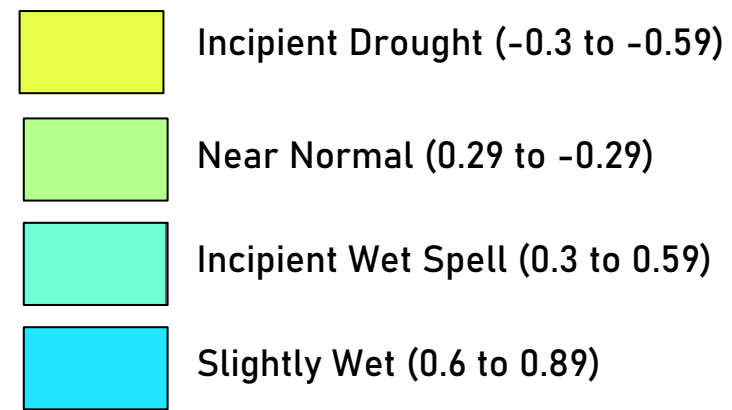 Incipient Drought (-0.3 to -0.59)
Near Normal (0.29 to -0.29)
Incipient Wet Spell (0.3 to 0.59)
Slightly Wet (0.6 to 0.89)